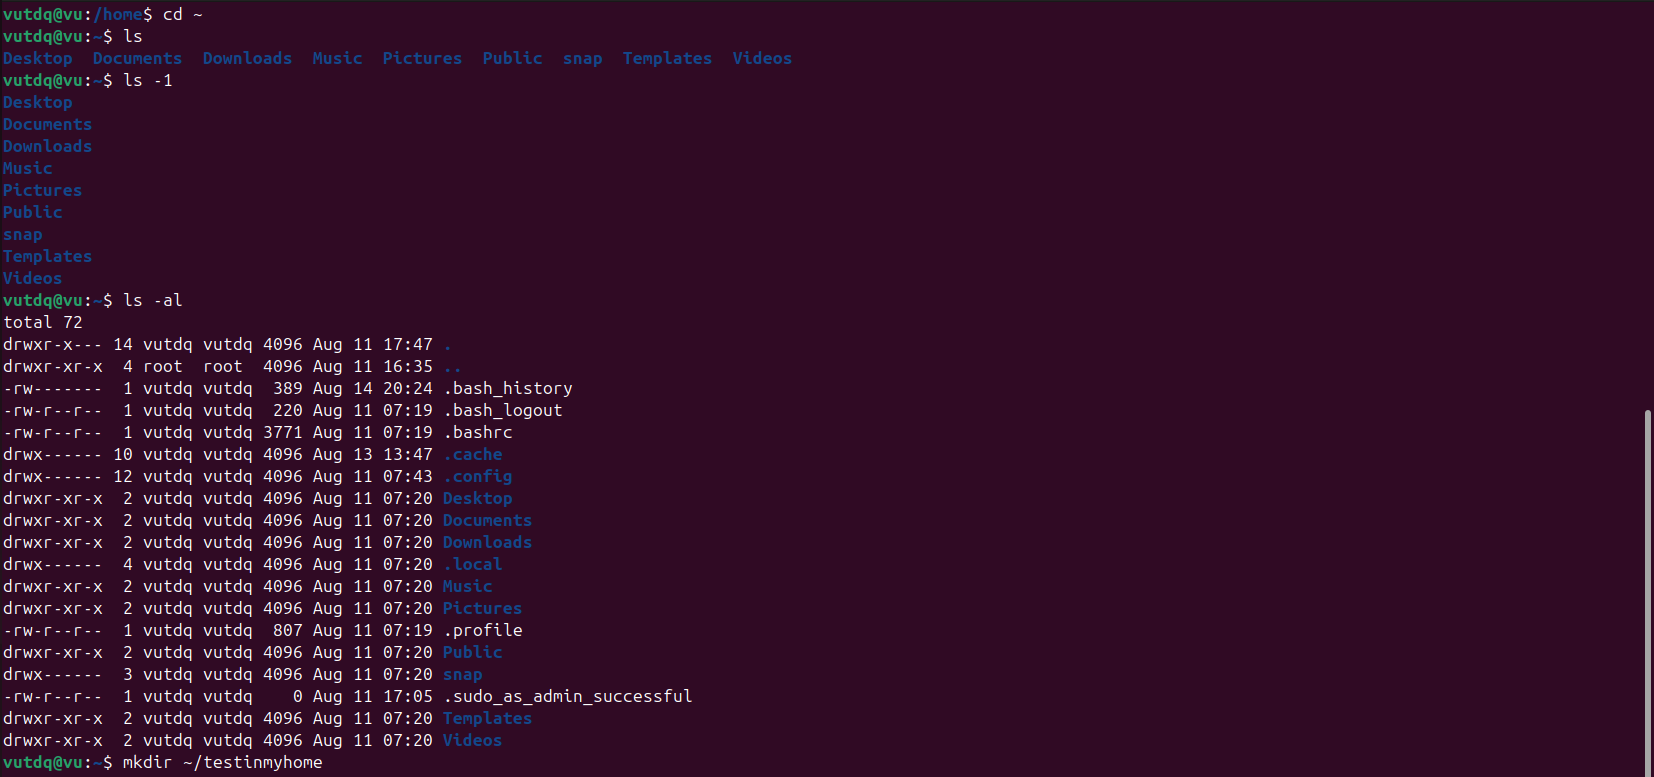 vutdq@vu:/home$ cd ~
vutdq@vu:~$ ls
Desktop  Documents  Downloads  Music  Pictures  Public  snap  Templates  Videos
vutdq@vu:~$ ls -1
Desktop
Documents
Downloads
Music
Pictures
Public
snap
Templates
Videos
vutdq@vu:~$ ls -al
total 72
drwxr-x--- 14 vutdq vutdq 4096 Aug 11 17:47 .
drwxr-xr-x  4 root  root  4096 Aug 11 16:35 ..
-rw-------  1 vutdq vutdq  389 Aug 14 20:24 .bash_history
-rw-r--r--  1 vutdq vutdq  220 Aug 11 07:19 .bash_logout
-rw-r--r--  1 vutdq vutdq 3771 Aug 11 07:19 .bashrc
drwx------ 10 vutdq vutdq 4096 Aug 13 13:47 .cache
drwx------ 12 vutdq vutdq 4096 Aug 11 07:43 .config
drwxr-xr-x  2 vutdq vutdq 4096 Aug 11 07:20 Desktop
drwxr-xr-x  2 vutdq vutdq 4096 Aug 11 07:20 Documents
drwxr-xr-x  2 vutdq vutdq 4096 Aug 11 07:20 Downloads
drwx------  4 vutdq vutdq 4096 Aug 11 07:20 .local
drwxr-xr-x  2 vutdq vutdq 4096 Aug 11 07:20 Music
drwxr-xr-x  2 vutdq vutdq 4096 Aug 11 07:20 Pictures
-rw-r--r--  1 vutdq vutdq  807 Aug 11 07:19 .profile
drwxr-xr-x  2 vutdq vutdq 4096 Aug 11 07:20 Public
drwx------  3 vutdq vutdq 4096 Aug 11 07:20 snap
-rw-r--r--  1 vutdq vutdq    0 Aug 11 17:05 .sudo_as_admin_successful
drwxr-xr-x  2 vutdq vutdq 4096 Aug 11 07:20 Templates
drwxr-xr-x  2 vutdq vutdq 4096 Aug 11 07:20 Videos
vutdq@vu:~$ mkdir ~/testinmyhome